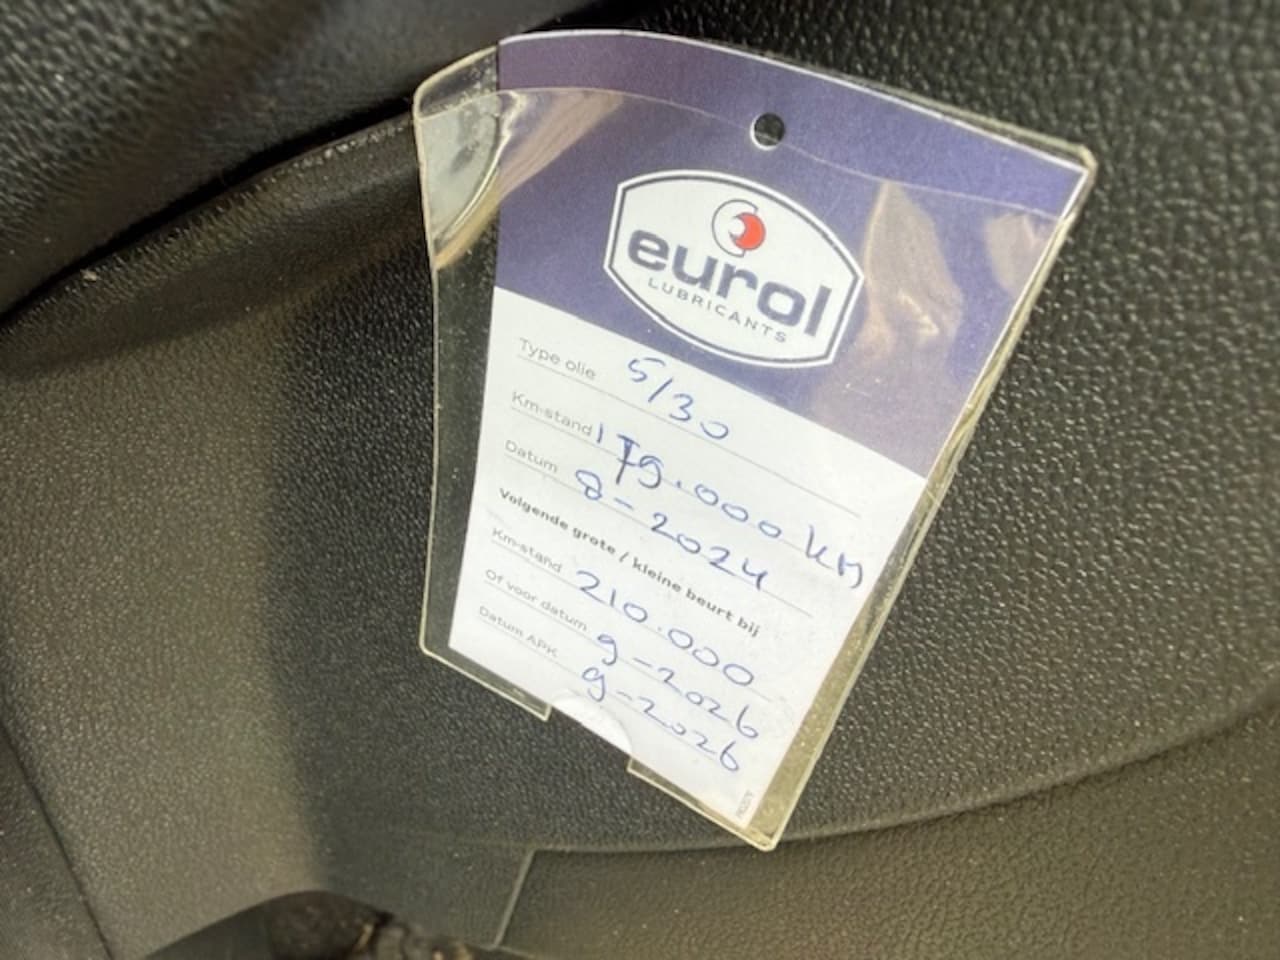 eurol
LUBRICANTS
Type olie 5/30
Km-stand 175.000 km
Datum 8-2024
Volgende grote / kleine beurt bij
Km-stand 210.000
Of voor datum 9-2026
Datum APK 9-2026